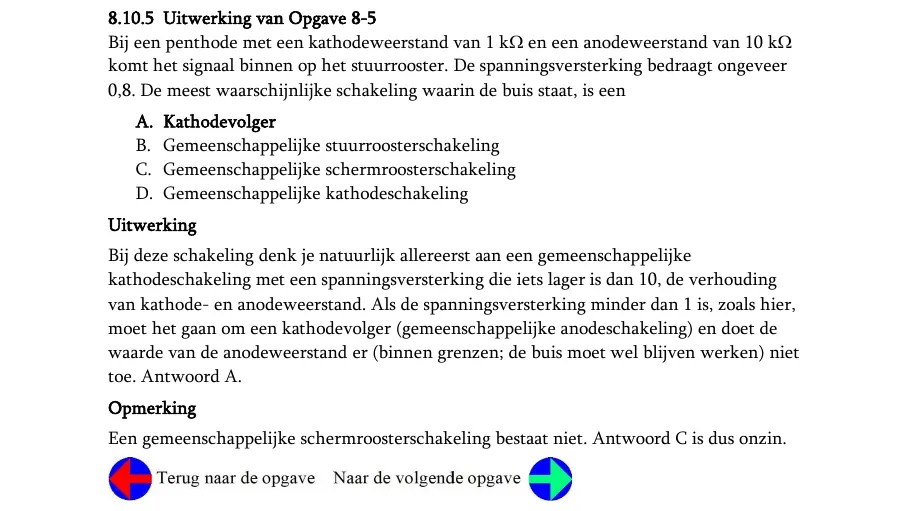 8.10.5 Uitwerking van Opgave 8-5
Bij een penthode met een kathodeweerstand van 1 kΩ en een anodeweerstand van 10 kΩ
komt het signaal binnen op het stuurrooster. De spanningsversterking bedraagt ongeveer
0,8. De meest waarschijnlijke schakeling waarin de buis staat, is een
A. Kathodevolger
B. Gemeenschappelijke stuurroosterschakeling
C. Gemeenschappelijke schermroosterschakeling
D. Gemeenschappelijke kathodeschakeling
Uitwerking
Bij deze schakeling denk je natuurlijk allereerst aan een gemeenschappelijke
kathodeschakeling met een spanningsversterking die iets lager is dan 10, de verhouding
van kathode- en anodeweerstand. Als de spanningsversterking minder dan 1 is, zoals hier,
moet het gaan om een kathodevolger (gemeenschappelijke anodeschakeling) en doet de
waarde van de anodeweerstand er (binnen grenzen; de buis moet wel blijven werken) niet
toe. Antwoord A.
Opmerking
Een gemeenschappelijke schermroosterschakeling bestaat niet. Antwoord C is dus onzin.
Terug naar de opgave Naar de volgende opgave